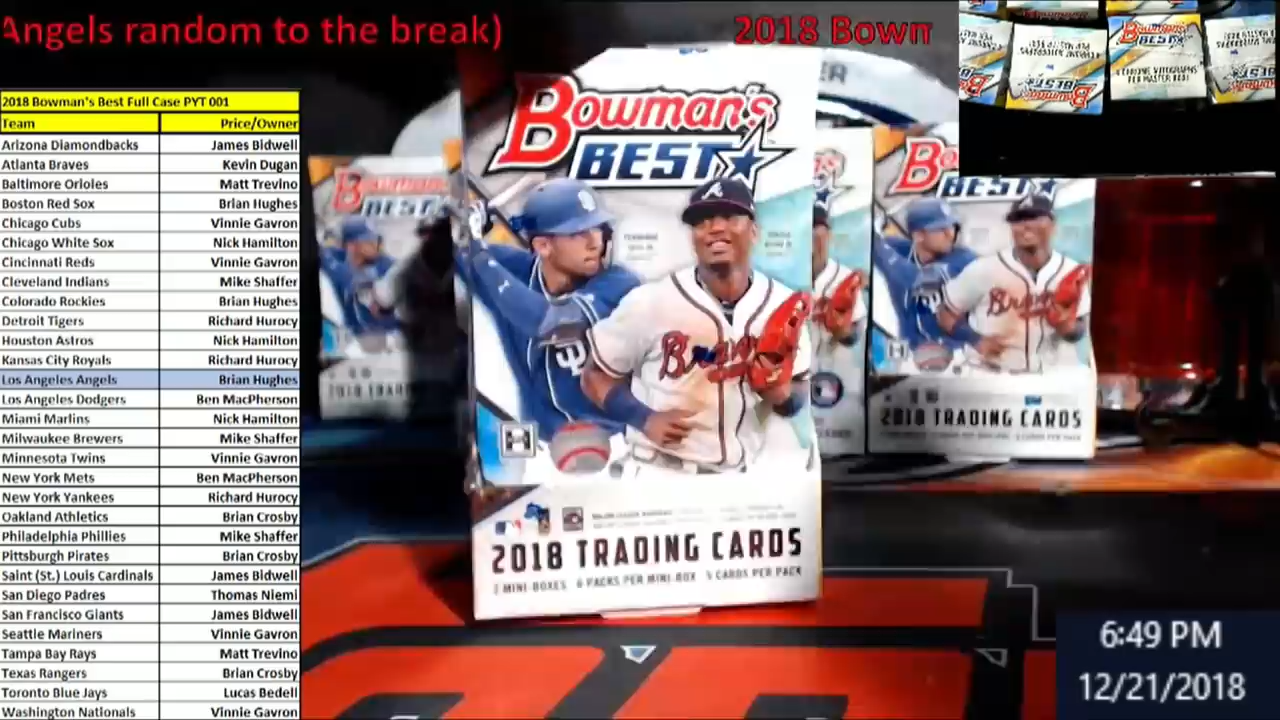 Angels random to the break)
2018 Bowm
2018 Bowman's Best Full Case PYT 001
Team Price/Owner
Arizona Diamondbacks James Bidwell
Atlanta Braves Kevin Dugan
Baltimore Orioles Matt Trevino
Boston Red Sox Brian Hughes
Chicago Cubs Vinnie Gavron
Chicago White Sox Nick Hamilton
Cincinnati Reds Vinnie Gavron
Cleveland Indians Mike Shaffer
Colorado Rockies Brian Hughes
Detroit Tigers Richard Hurocy
Houston Astros Nick Hamilton
Kansas City Royals Richard Hurocy
Los Angeles Angels Brian Hughes
Los Angeles Dodgers Ben MacPherson
Miami Marlins Nick Hamilton
Milwaukee Brewers Mike Shaffer
Minnesota Twins Vinnie Gavron
New York Mets Ben MacPherson
New York Yankees Richard Hurocy
Oakland Athletics Brian Crosby
Philadelphia Phillies Mike Shaffer
Pittsburgh Pirates Brian Crosby
Saint (St.) Louis Cardinals James Bidwell
San Diego Padres Thomas Niemi
San Francisco Giants James Bidwell
Seattle Mariners Vinnie Gavron
Tampa Bay Rays Matt Trevino
Texas Rangers Brian Crosby
Toronto Blue Jays Lucas Bedell
Washington Nationals Vinnie Gavron
Bowman's
BEST
Braves
H
2018 TRADING CARDS
2 MINI-BOXES 6 PACKS PER MINI-BOX 5 CARDS PER PACK
Bowman's
BEST
2018 TRAD
BEST
2018 TRADING CARDS
Bowman's
BEST
6:49 PM
12/21/2018